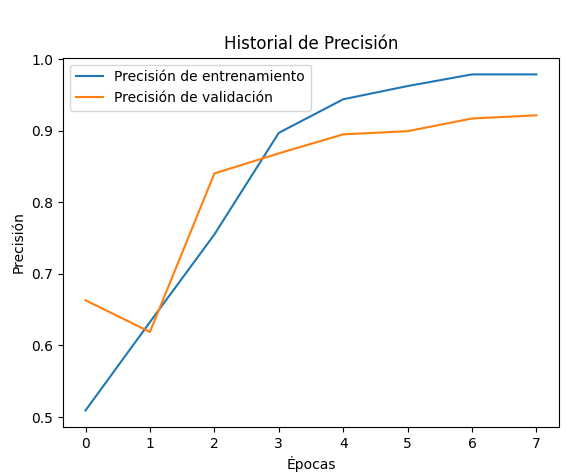 Historial de Precisión
Precisión de entrenamiento
Precisión de validación
1.0
0.9
0.8
0.7
0.6
0.5
Precisión
0 1 2 3 4 5 6 7
Épocas